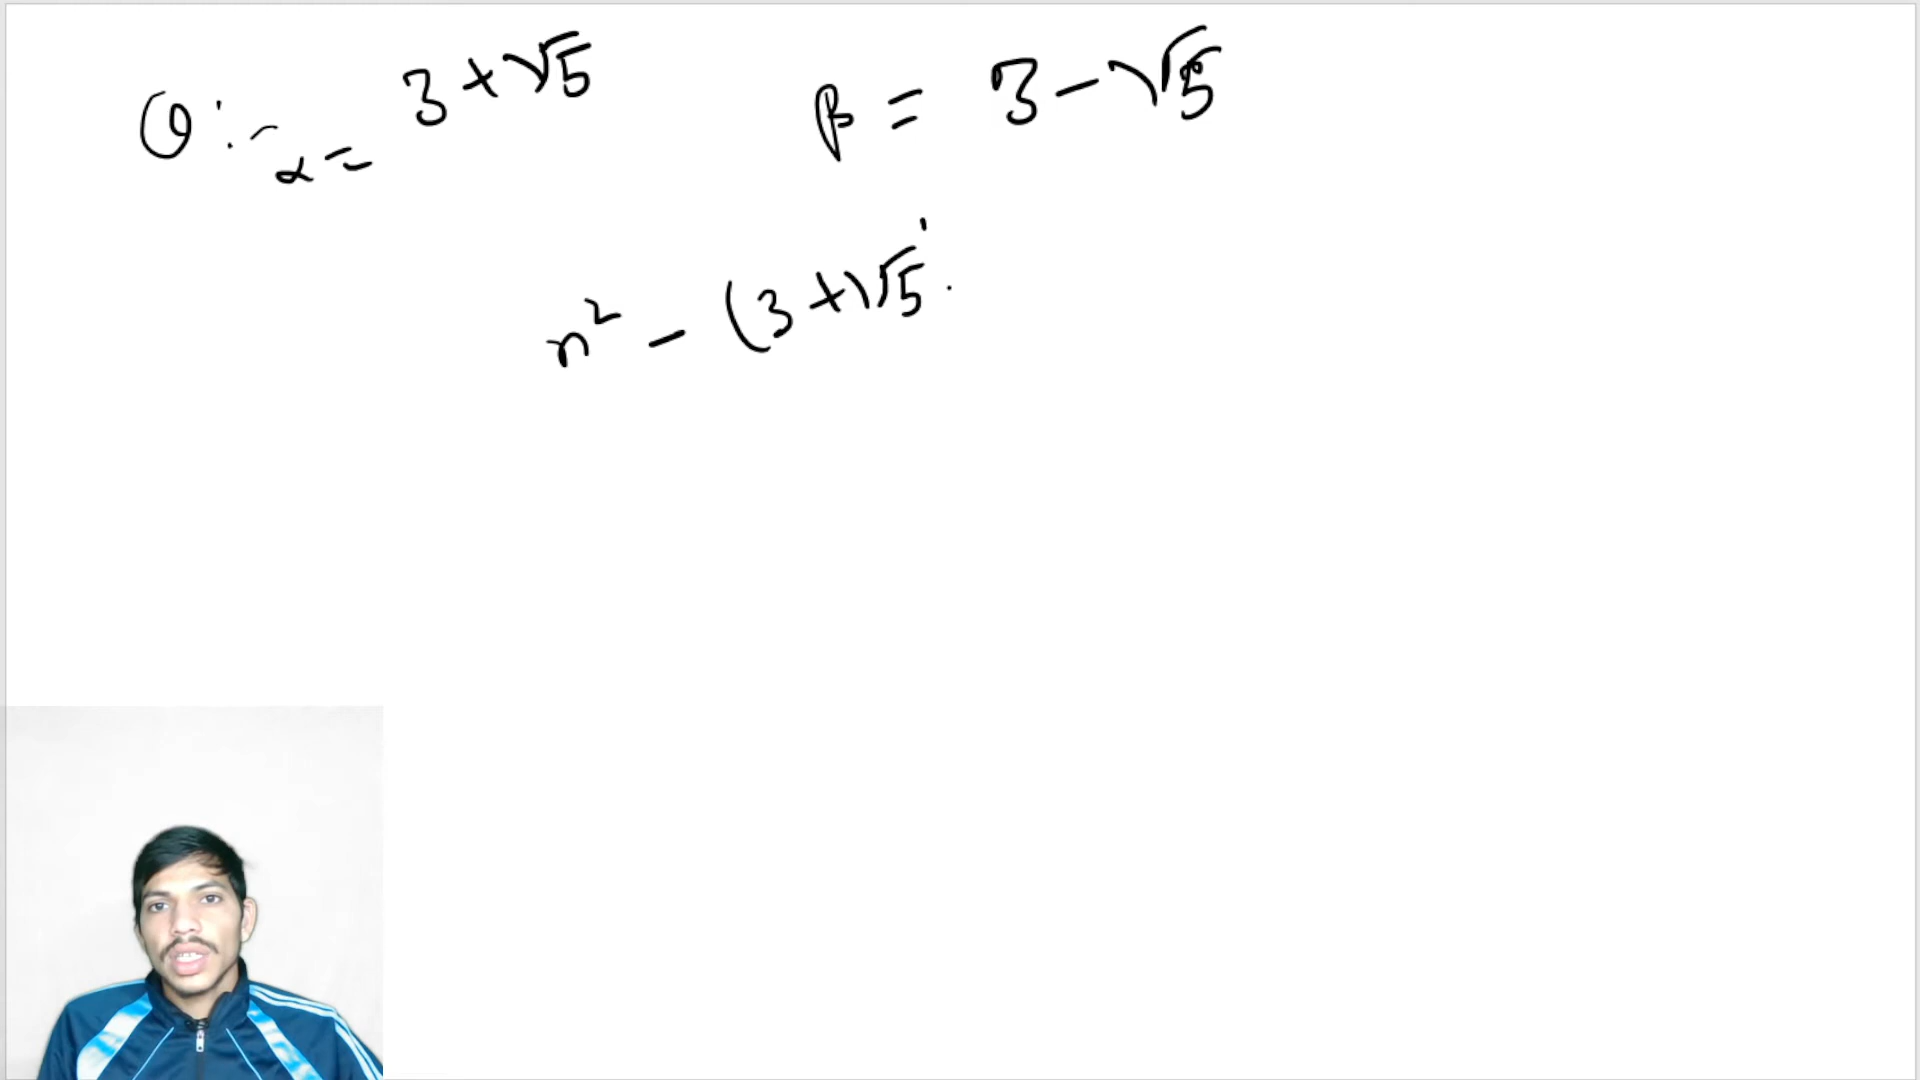 Q:- α = 3 + √5 β = 3 - √5
x² - (3 + √5